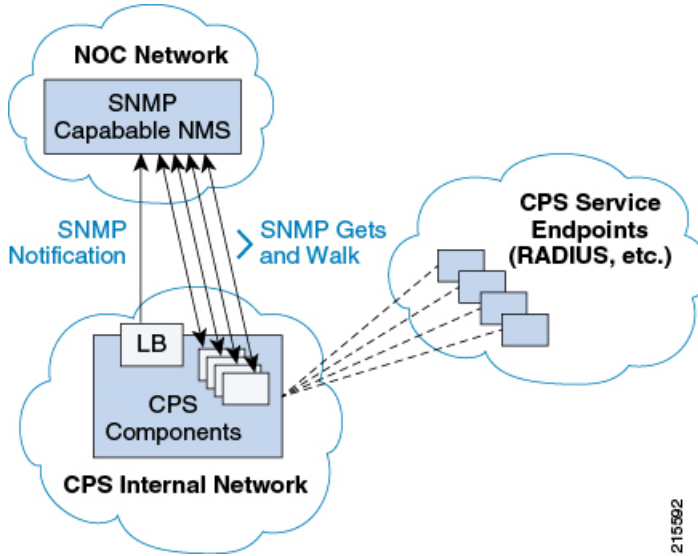 NOC Network
SNMP
Capabable NMS
SNMP
Notification
SNMP Gets
and Walk
CPS Service
Endpoints
(RADIUS, etc.)
LB
CPS
Components
CPS Internal Network
215592